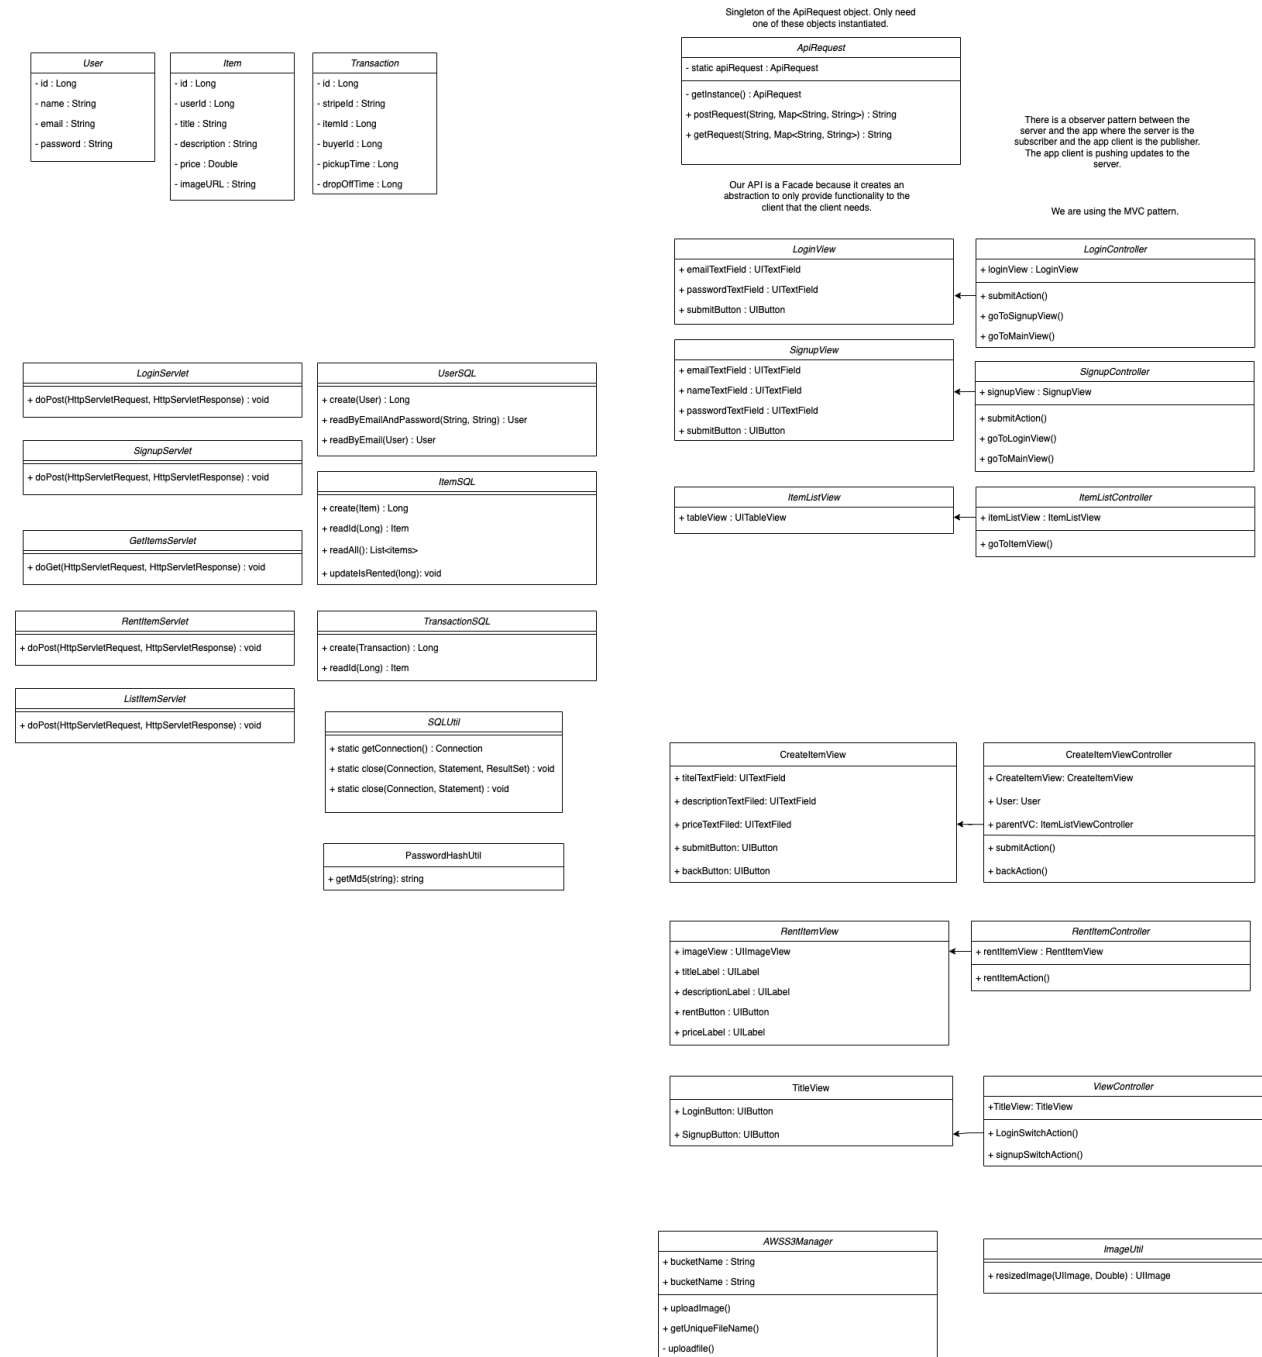 Singleton of the ApiRequest object. Only need
one of these objects instantiated.
User
- id : Long
- name : String
- email : String
- password : String
Item
- id : Long
- userId : Long
- title : String
- description : String
- price : Double
- imageURL : String
Transaction
- id : Long
- stripeId : String
- itemId : Long
- buyerId : Long
- pickupTime : Long
- dropOffTime : Long
ApiRequest
- static apiRequest : ApiRequest
- getInstance() : ApiRequest
+ postRequest(String, Map<String, String>) : String
+ getRequest(String, Map<String, String>) : String
There is a observer pattern between the
server and the app where the server is the
subscriber and the app client is the publisher.
The app client is pushing updates to the
server.
Our API is a Facade because it creates an
abstraction to only provide functionality to the
client that the client needs.
We are using the MVC pattern.
LoginView
+ emailTextField : UITextField
+ passwordTextField : UITextField
+ submitButton : UIButton
LoginController
+ loginView : LoginView
+ submitAction()
+ goToSignupView()
+ goToMainView()
SignupView
+ emailTextField : UITextField
+ nameTextField : UITextField
+ passwordTextField : UITextField
+ submitButton : UIButton
SignupController
+ signupView : SignupView
+ submitAction()
+ goToLoginView()
+ goToMainView()
LoginServlet
+ doPost(HttpServletRequest, HttpServletResponse) : void
UserSQL
+ create(User) : Long
+ readByEmailAndPassword(String, String) : User
+ readByEmail(User) : User
SignupServlet
+ doPost(HttpServletRequest, HttpServletResponse) : void
ItemSQL
+ create(Item) : Long
+ readId(Long) : Item
+ readAll(): List<items>
+ updateIsRented(long): void
ItemListView
+ tableView : UITableView
ItemListController
+ itemListView : ItemListView
+ goToItemView()
GetItemsServlet
+ doGet(HttpServletRequest, HttpServletResponse) : void
RentItemServlet
+ doPost(HttpServletRequest, HttpServletResponse) : void
TransactionSQL
+ create(Transaction) : Long
+ readId(Long) : Item
ListItemServlet
+ doPost(HttpServletRequest, HttpServletResponse) : void
SQLUtil
+ static getConnection() : Connection
+ static close(Connection, Statement, ResultSet) : void
+ static close(Connection, Statement) : void
PasswordHashUtil
+ getMd5(string): string
CreateItemView
+ titelTextField: UITextField
+ descriptionTextFiled: UITextField
+ priceTextFiled: UITextFiled
+ submitButton: UIButton
+ backButton: UIButton
CreateItemViewController
+ CreateItemView: CreateItemView
+ User: User
+ parentVC: ItemListViewController
+ submitAction()
+ backAction()
RentItemView
+ imageView : UIImageView
+ titleLabel : UILabel
+ descriptionLabel : UILabel
+ rentButton : UIButton
+ priceLabel : UILabel
RentItemController
+ rentItemView : RentItemView
+ rentItemAction()
TitleView
+ LoginButton: UIButton
+ SignupButton: UIButton
ViewController
+TitleView: TitleView
+ LoginSwitchAction()
+ signupSwitchAction()
AWSS3Manager
+ bucketName : String
+ bucketName : String
+ uploadImage()
+ getUniqueFileName()
- uploadfile()
ImageUtil
+ resizedImage(UIImage, Double) : UIImage